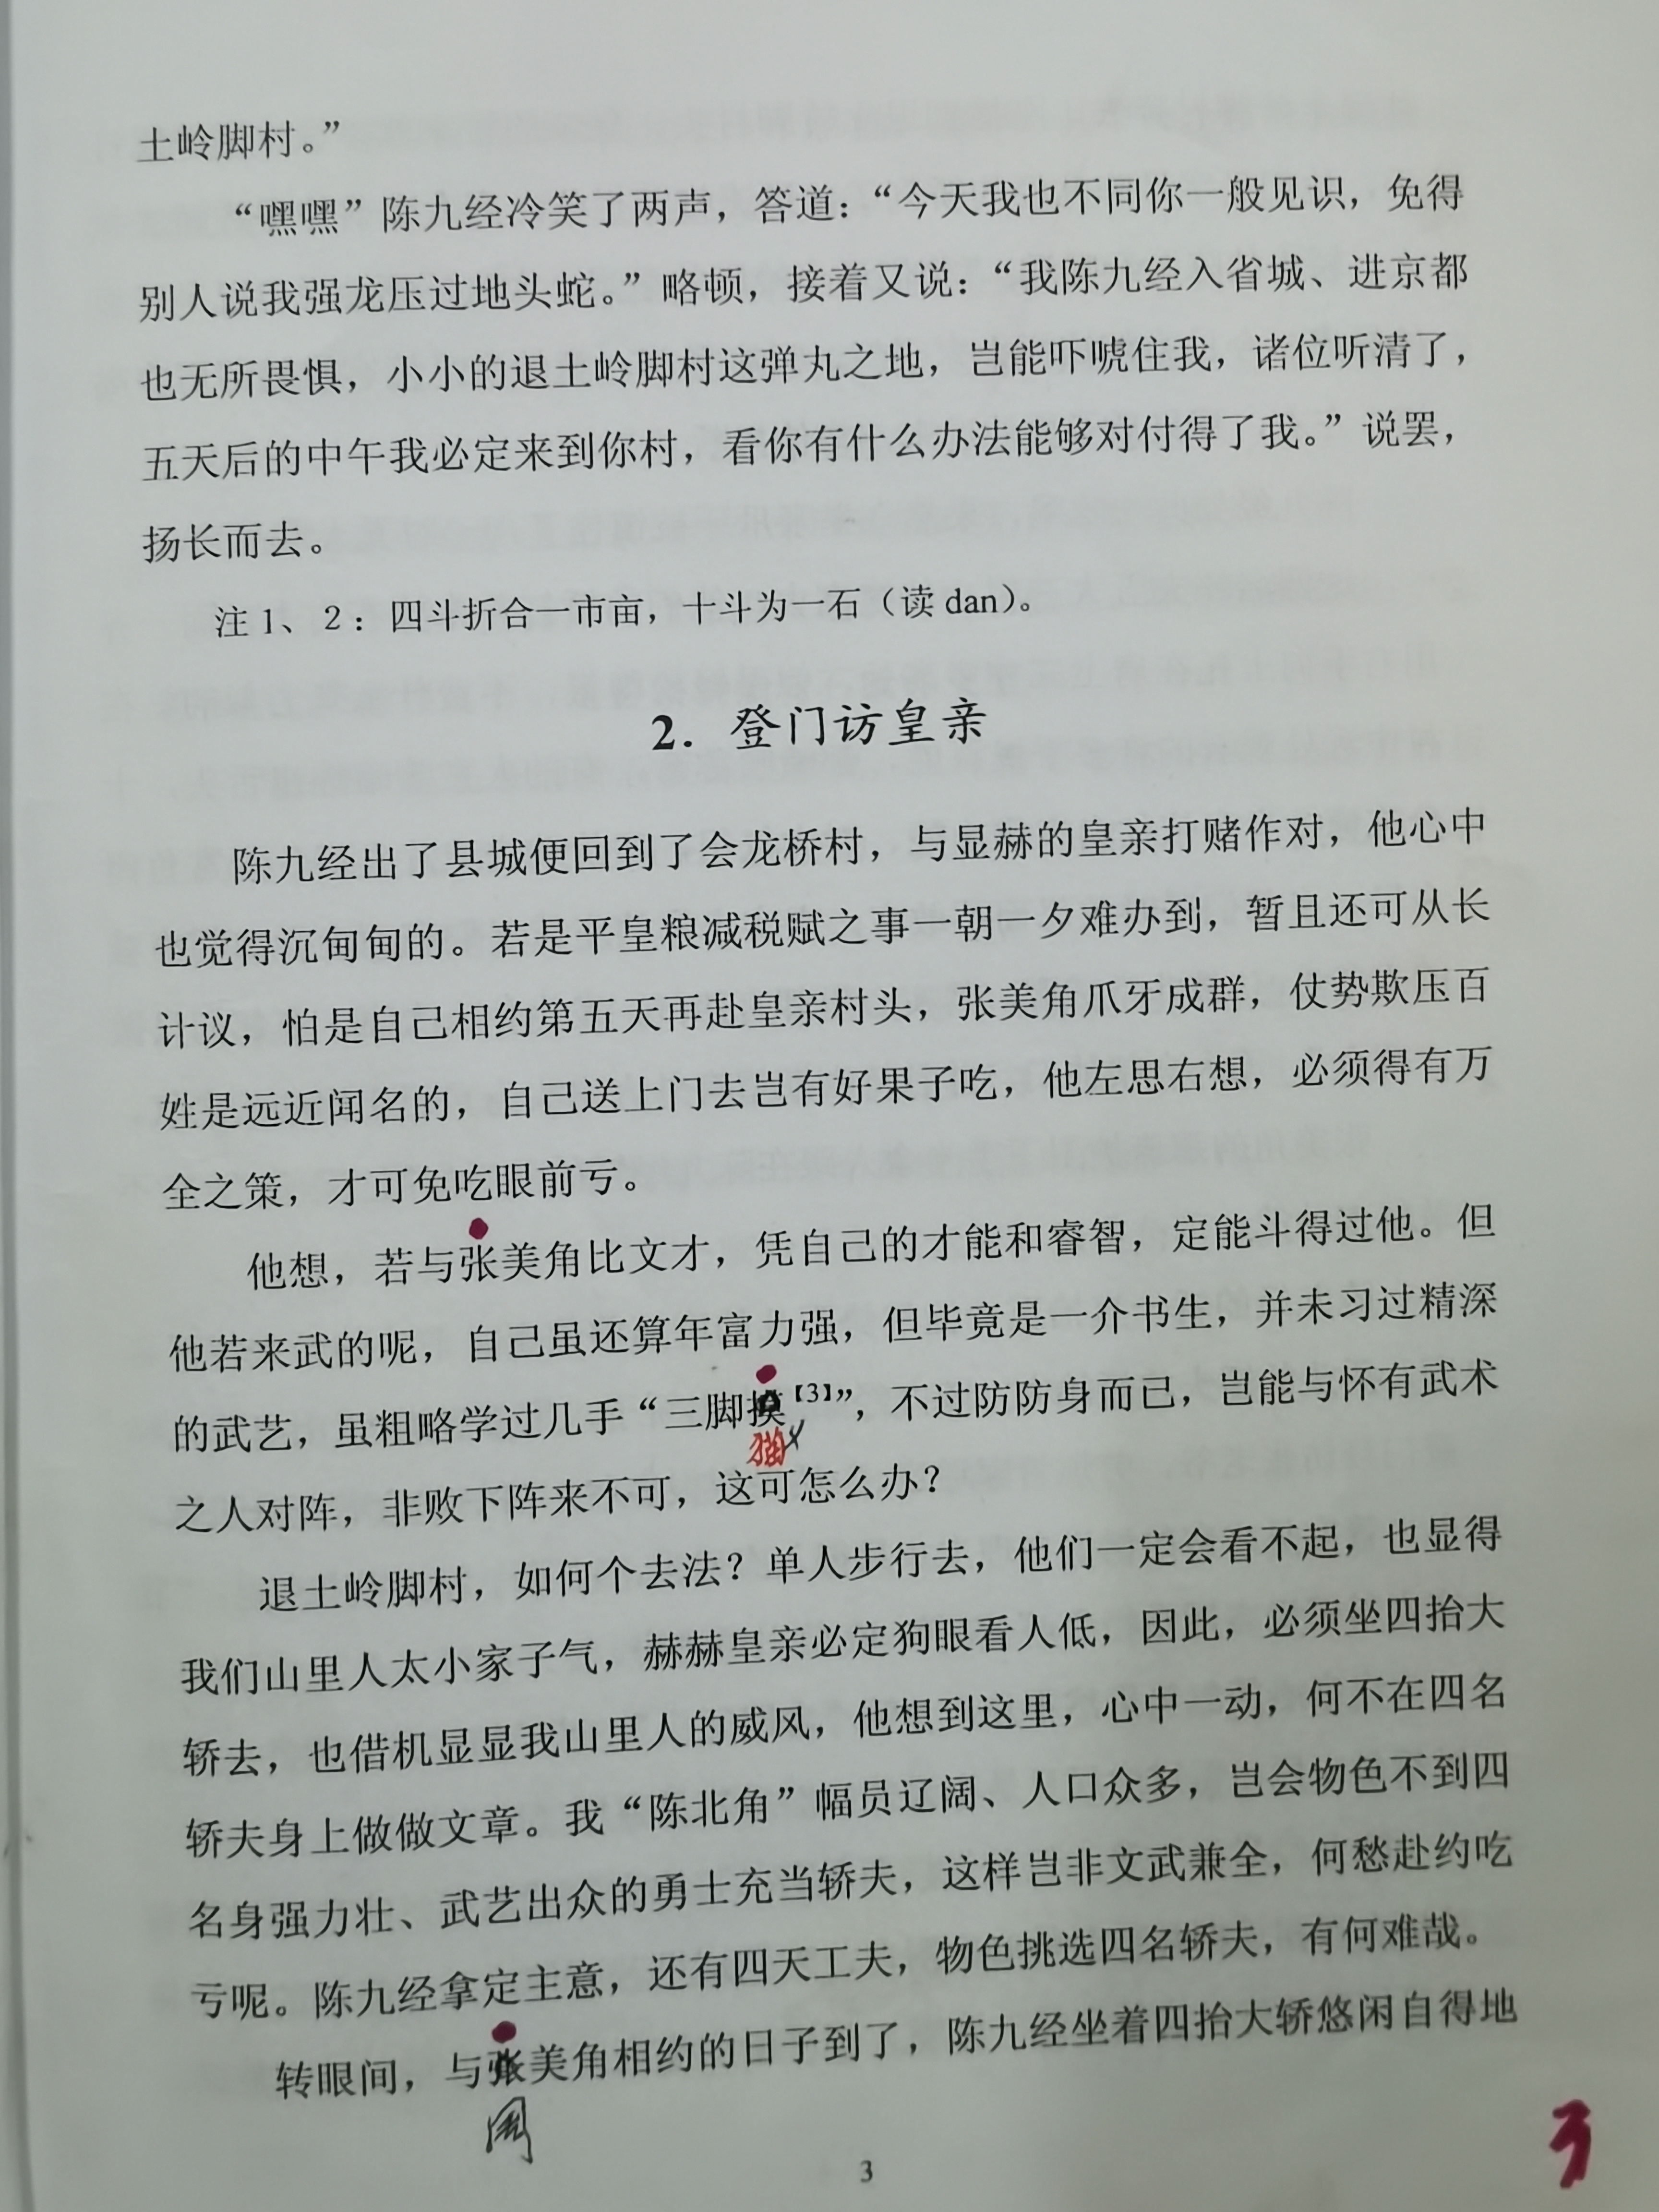 土岭脚村。”
“嘿嘿”陈九经冷笑了两声，答道：“今天我也不同你一般见识，免得
别人说我强龙压过地头蛇。”略顿，接着又说：“我陈九经入省城、进京都
也无所畏惧，小小的退土岭脚村这弹丸之地，岂能吓唬住我，诸位听清了，
五天后的中午我必定来到你村，看你有什么办法能够对付得了我。”说罢，
扬长而去。
注1、2：四斗折合一市亩，十斗为一石（读dan）。
2．登门访皇亲
陈九经出了县城便回到了会龙桥村，与显赫的皇亲打赌作对，他心中
也觉得沉甸甸的。若是平皇粮减税赋之事一朝一夕难办到，暂且还可从长
计议，怕是自己相约第五天再赴皇亲村头，张美角爪牙成群，仗势欺压百
姓是远近闻名的，自己送上门去岂有好果子吃，他左思右想，必须得有万
全之策，才可免吃眼前亏。
他想，若与张美角比文才，凭自己的才能和睿智，定能斗得过他。但
他若来武的呢，自己虽还算年富力强，但毕竟是一介书生，并未习过精深
的武艺，虽粗略学过几手“三脚【3】”，不过防防身而已，岂能与怀有武术
猫
之人对阵，非败下阵来不可，这可怎么办？
退土岭脚村，如何个去法？单人步行去，他们一定会看不起，也显得
我们山里人太小家子气，赫赫皇亲必定狗眼看人低，因此，必须坐四抬大
轿去，也借机显显我山里人的威风，他想到这里，心中一动，何不在四名
轿夫身上做做文章。我“陈北角”幅员辽阔、人口众多，岂会物色不到四
名身强力壮、武艺出众的勇士充当轿夫，这样岂非文武兼全，何愁赴约吃
亏呢。陈九经拿定主意，还有四天工夫，物色挑选四名轿夫，有何难哉。
转眼间，与张美角相约的日子到了，陈九经坐着四抬大轿悠闲自得地
周
3